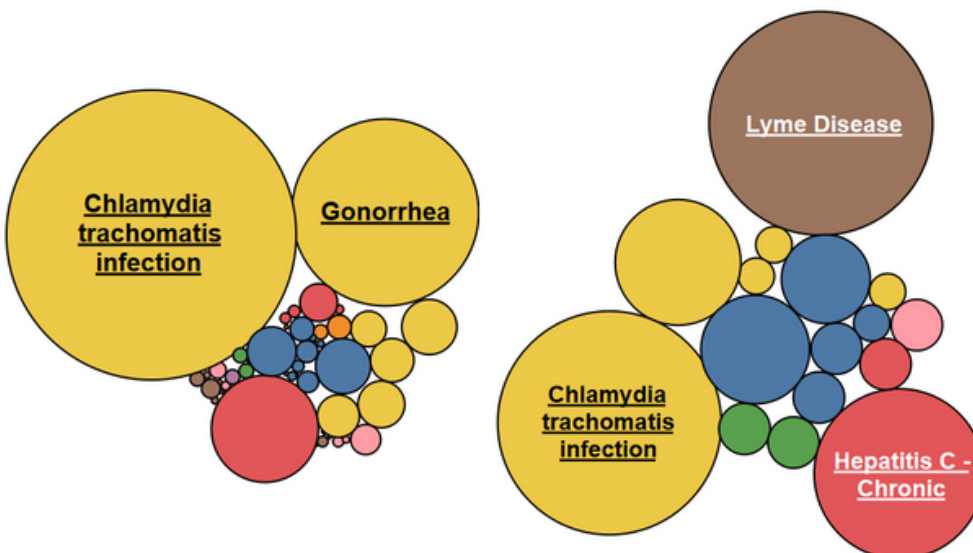 Chlamydia
trachomatis
infection
Gonorrhea
Lyme Disease
Chlamydia
trachomatis
infection
Hepatitis C -
Chronic